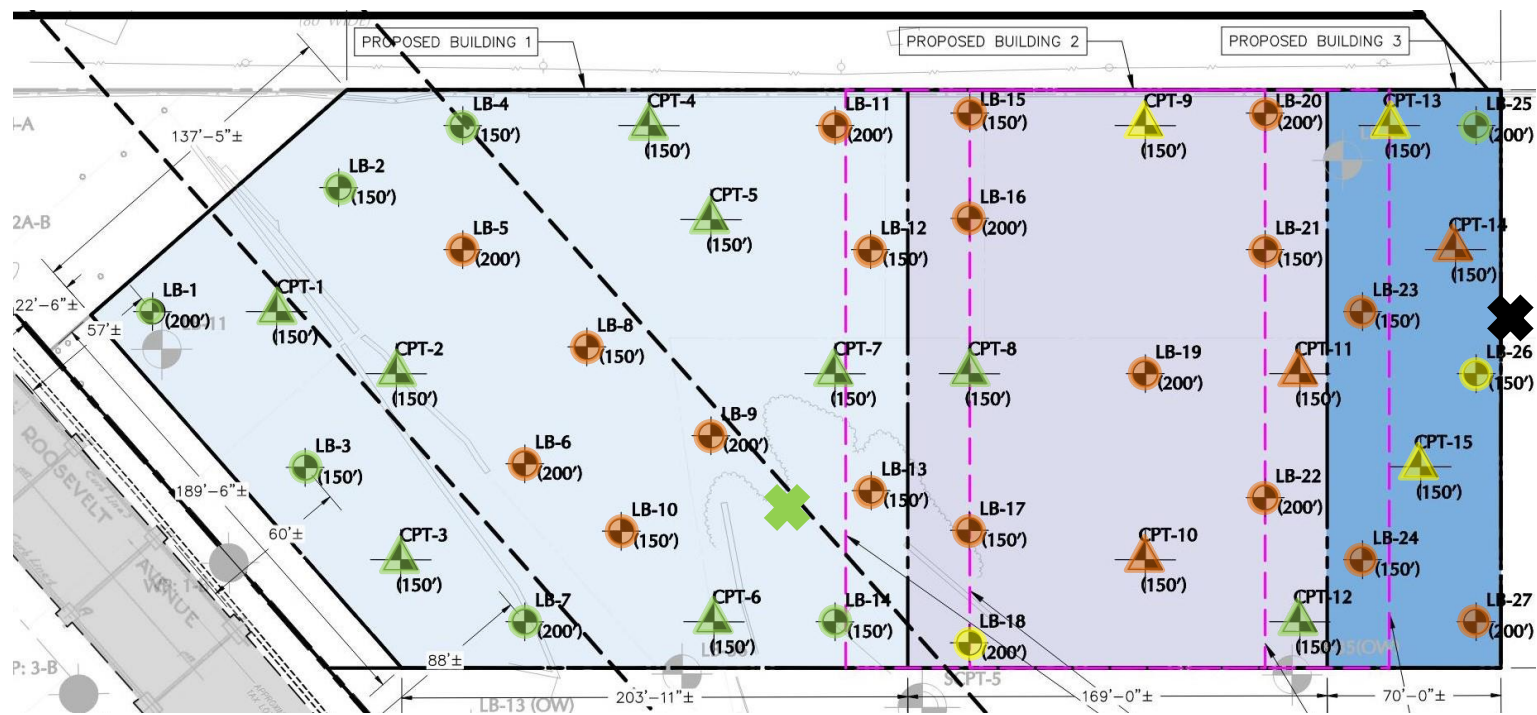 PROPOSED BUILDING 1
PROPOSED BUILDING 2
PROPOSED BUILDING 3
-A
137'-5"±
LB-4
(150')
CPT-4
(150')
LB-11
(200')
LB-15
(150')
CPT-9
(150')
LB-20
(200')
CPT-13
(150')
LB-25
(200')
LB-2
(150')
2A-B
LB-5
(200')
CPT-5
(150')
LB-12
(150')
LB-16
(200')
LB-21
(150')
CPT-14
(150')
22'-6"±
57'±
LB-1
(200')
CPT-1
(150')
CPT-2
(150')
LB-8
(150')
CPT-7
(150')
CPT-8
(150')
LB-19
(200')
CPT-11
(150')
LB-23
(150')
LB-26
(150')
ROOSEVELT
AVENUE
LB-3
(150')
189'-6"±
60'±
LB-6
(200')
LB-9
(200')
LB-10
(150')
LB-13
(150')
LB-17
(150')
LB-22
(200')
CPT-15
(150')
CPT-3
(150')
CPT-10
(150')
LB-24
(150')
LB-7
(200')
CPT-6
(150')
LB-14
(150')
LB-18
(200')
CPT-12
(150')
LB-27
(200')
P: 3-B
88'±
203'-11"±
SCPT-5
169'-0"±
70'-0"±
LB-13 (OW)